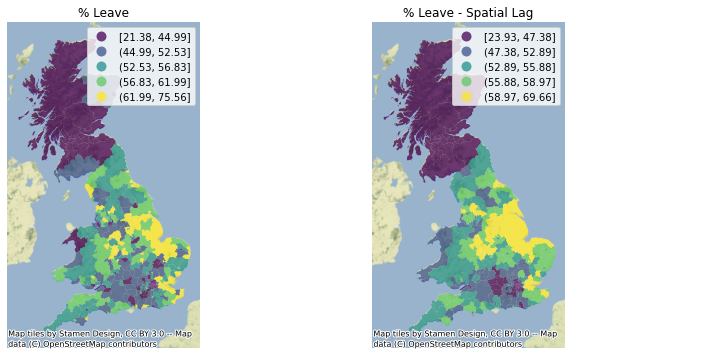 % Leave
[21.38, 44.99]
(44.99, 52.53]
(52.53, 56.83]
(56.83, 61.99]
(61.99, 75.56]
Map tiles by Stamen Design, CC BY 3.0 -- Map
data (C) OpenStreetMap contributors
% Leave - Spatial Lag
[23.93, 47.38]
(47.38, 52.89]
(52.89, 55.88]
(55.88, 58.97]
(58.97, 69.66]
Map tiles by Stamen Design, CC BY 3.0 -- Map
data (C) OpenStreetMap contributors